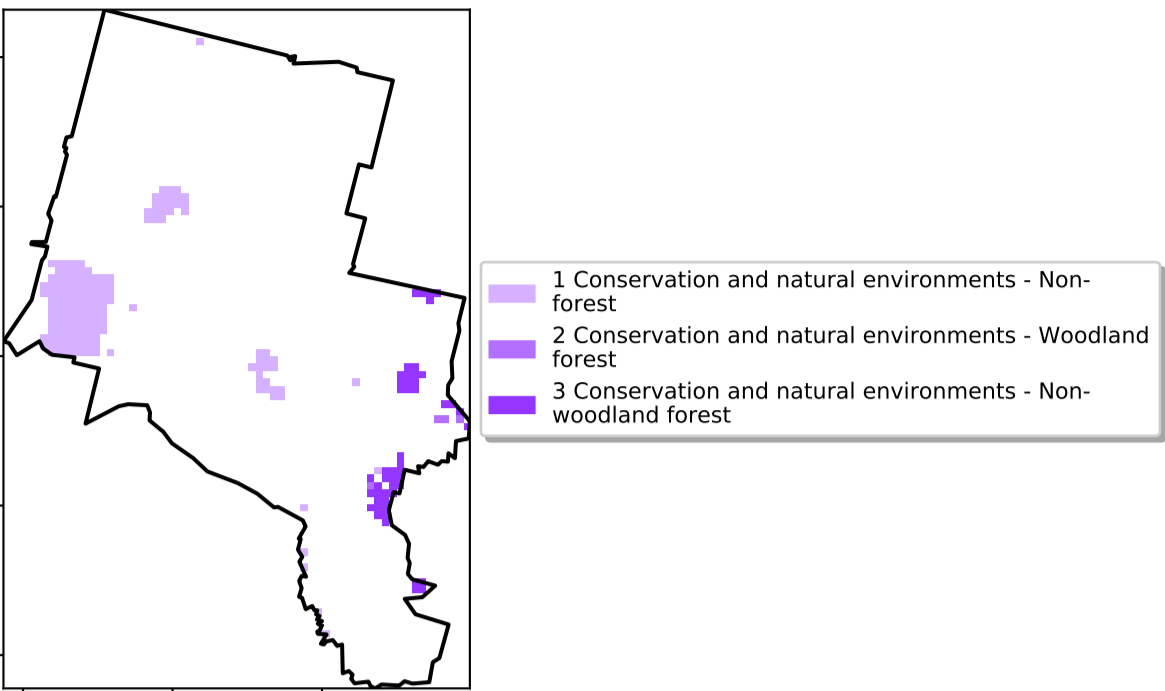 1 Conservation and natural environments - Non-
forest
2 Conservation and natural environments - Woodland
forest
3 Conservation and natural environments - Non-
woodland forest